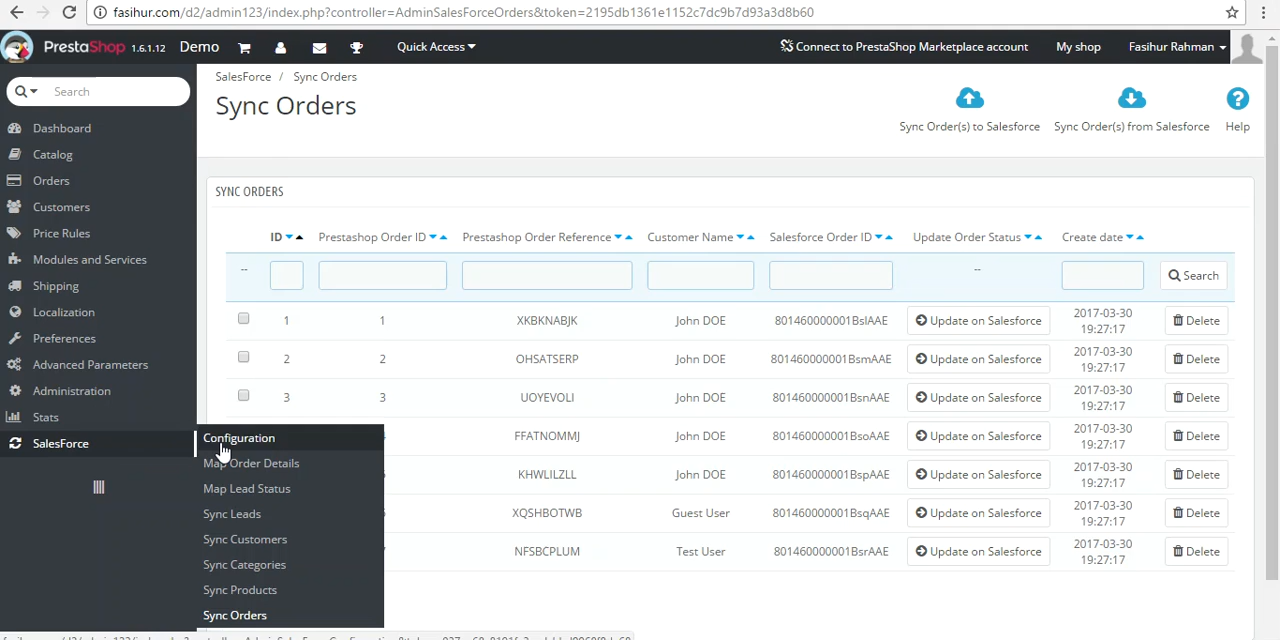 fasihur.com/d2/admin123/index.php?controller=AdminSalesForceOrders&token=2195db1361e1152c7dc9b7d93a3d8b60
PrestaShop 1.6.1.12 Demo Quick Access Connect to PrestaShop Marketplace account My shop Fasihur Rahman
Search
Dashboard
Catalog
Orders
Customers
Price Rules
Modules and Services
Shipping
Localization
Preferences
Advanced Parameters
Administration
Stats
SalesForce
Configuration
Map Order Details
Map Lead Status
Sync Leads
Sync Customers
Sync Categories
Sync Products
Sync Orders
SalesForce / Sync Orders
Sync Orders
Sync Order(s) to Salesforce Sync Order(s) from Salesforce Help
SYNC ORDERS
ID Prestashop Order ID Prestashop Order Reference Customer Name Salesforce Order ID Update Order Status Create date
-- -- Search
1 1 XKBKNABJK John DOE 801460000001BslAAE Update on Salesforce 2017-03-30 19:27:17 Delete
2 2 OHSATSERP John DOE 801460000001BsmAAE Update on Salesforce 2017-03-30 19:27:17 Delete
3 3 UOYEVOLI John DOE 801460000001BsnAAE Update on Salesforce 2017-03-30 19:27:17 Delete
FFATNOMMJ John DOE 801460000001BsoAAE Update on Salesforce 2017-03-30 19:27:17 Delete
KHWLILZLL John DOE 801460000001BspAAE Update on Salesforce 2017-03-30 19:27:17 Delete
XQSHBOTWB Guest User 801460000001BsqAAE Update on Salesforce 2017-03-30 19:27:17 Delete
NFSBCPLUM Test User 801460000001BsrAAE Update on Salesforce 2017-03-30 19:27:17 Delete